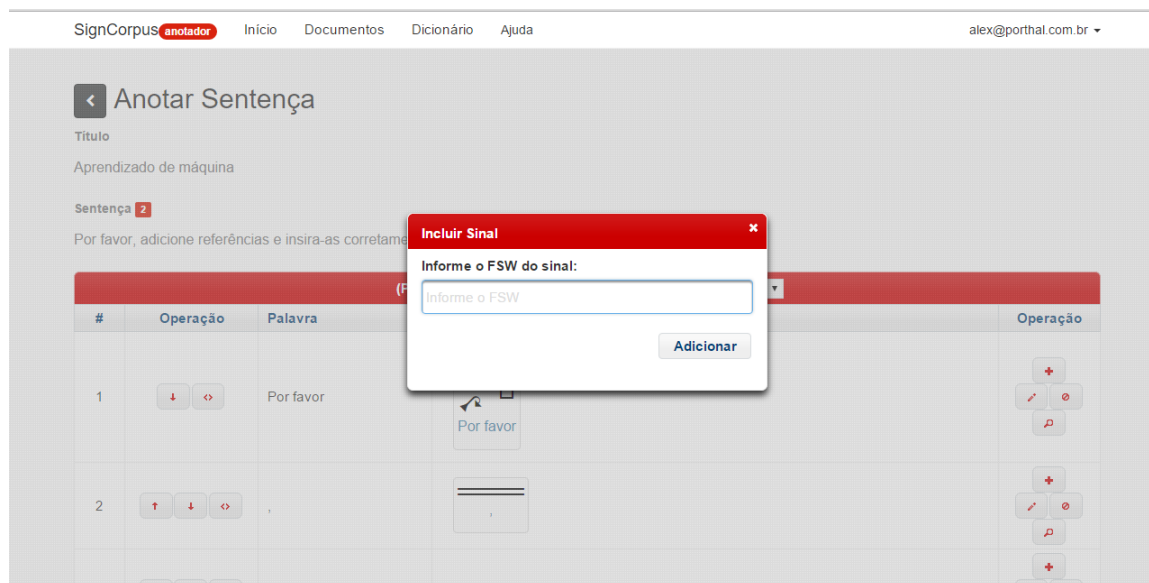 SignCorpus anotador Início Documentos Dicionário Ajuda alex@porthal.com.br
Anotar Sentença
Título
Aprendizado de máquina
Sentença 2
Por favor, adicione referências e insira-as corretame
Incluir Sinal ×
Informe o FSW do sinal:
Informe o FSW
Adicionar
(P
# Operação Palavra Operação
1 Por favor
Por favor
2 ,
,